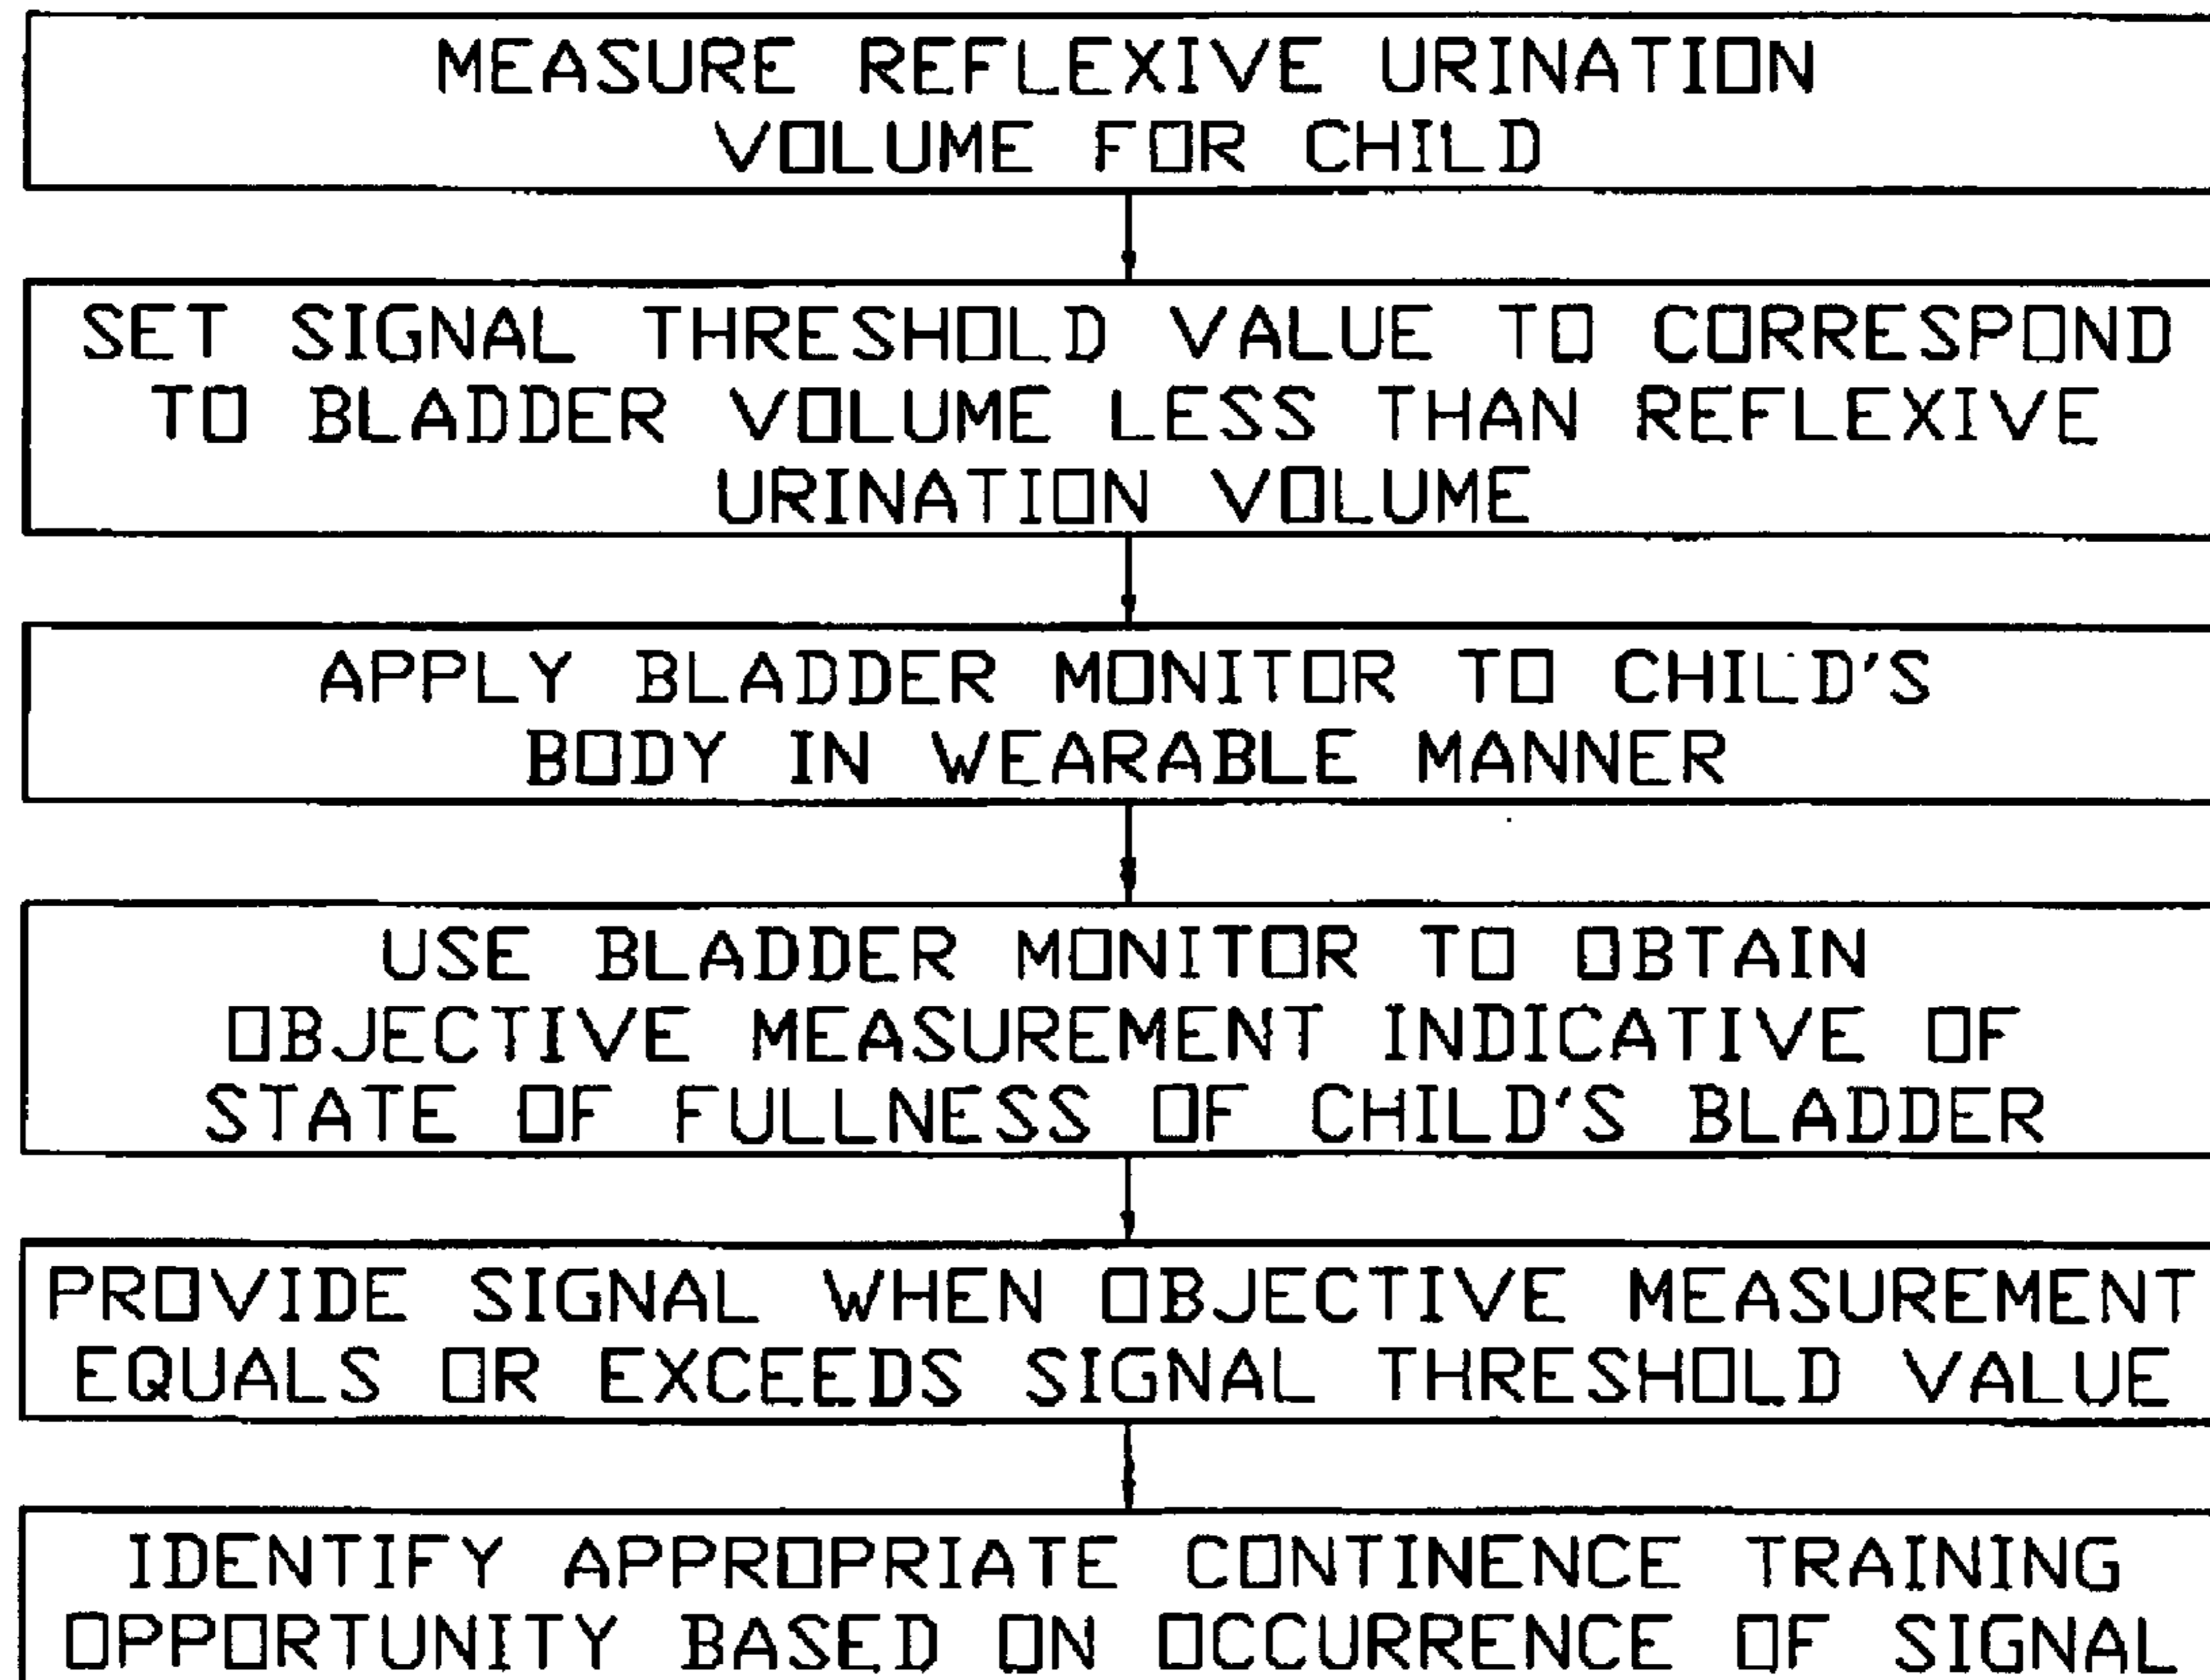 MEASURE REFLEXIVE URINATION
VOLUME FOR CHILD
SET SIGNAL THRESHOLD VALUE TO CORRESPOND
TO BLADDER VOLUME LESS THAN REFLEXIVE
URINATION VOLUME
APPLY BLADDER MONITOR TO CHILD'S
BODY IN WEARABLE MANNER
USE BLADDER MONITOR TO OBTAIN
OBJECTIVE MEASUREMENT INDICATIVE OF
STATE OF FULLNESS OF CHILD'S BLADDER
PROVIDE SIGNAL WHEN OBJECTIVE MEASUREMENT
EQUALS OR EXCEEDS SIGNAL THRESHOLD VALUE
IDENTIFY APPROPRIATE CONTINENCE TRAINING
OPPORTUNITY BASED ON OCCURRENCE OF SIGNAL